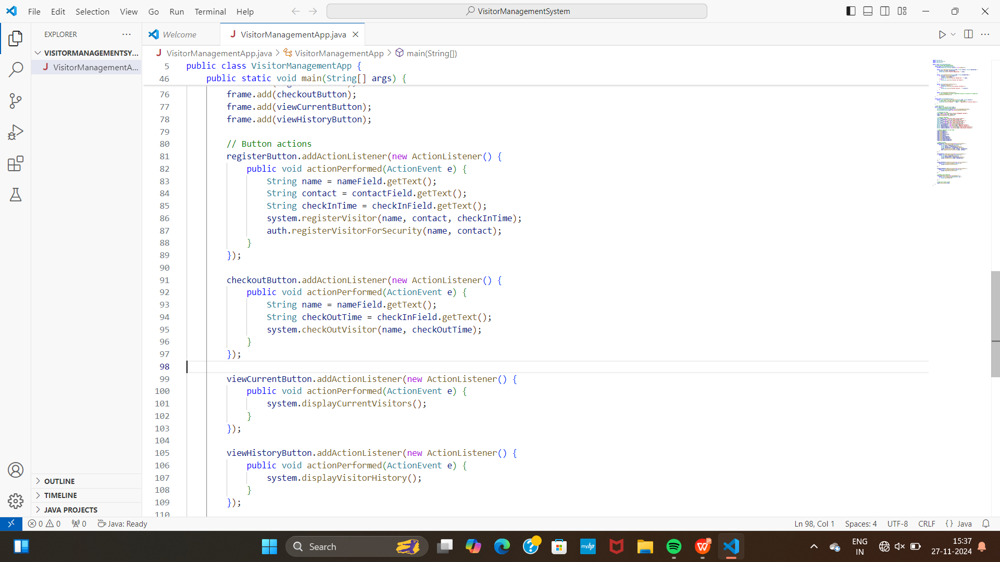 File Edit Selection View Go Run Terminal Help
VisitorManagementSystem
EXPLORER
VISITORMANAGEMENTSY...
VisitorManagementA...
OUTLINE
TIMELINE
JAVA PROJECTS
Welcome
VisitorManagementApp.java
VisitorManagementApp.java > VisitorManagementApp > main(String[])
5 public class VisitorManagementApp {
46 public static void main(String[] args) {
76 frame.add(checkoutButton);
77 frame.add(viewCurrentButton);
78 frame.add(viewHistoryButton);
79
80 // Button actions
81 registerButton.addActionListener(new ActionListener() {
82 public void actionPerformed(ActionEvent e) {
83 String name = nameField.getText();
84 String contact = contactField.getText();
85 String checkInTime = checkInField.getText();
86 system.registerVisitor(name, contact, checkInTime);
87 auth.registerVisitorForSecurity(name, contact);
88 }
89 });
90
91 checkoutButton.addActionListener(new ActionListener() {
92 public void actionPerformed(ActionEvent e) {
93 String name = nameField.getText();
94 String checkOutTime = checkInField.getText();
95 system.checkOutVisitor(name, checkOutTime);
96 }
97 });
98
99 viewCurrentButton.addActionListener(new ActionListener() {
100 public void actionPerformed(ActionEvent e) {
101 system.displayCurrentVisitors();
102 }
103 });
104
105 viewHistoryButton.addActionListener(new ActionListener() {
106 public void actionPerformed(ActionEvent e) {
107 system.displayVisitorHistory();
108 }
109 });
110
0 0 0 Java: Ready
Ln 98, Col 1 Spaces: 4 UTF-8 CRLF {} Java
Search
myhp
ENG
IN
15:37
27-11-2024